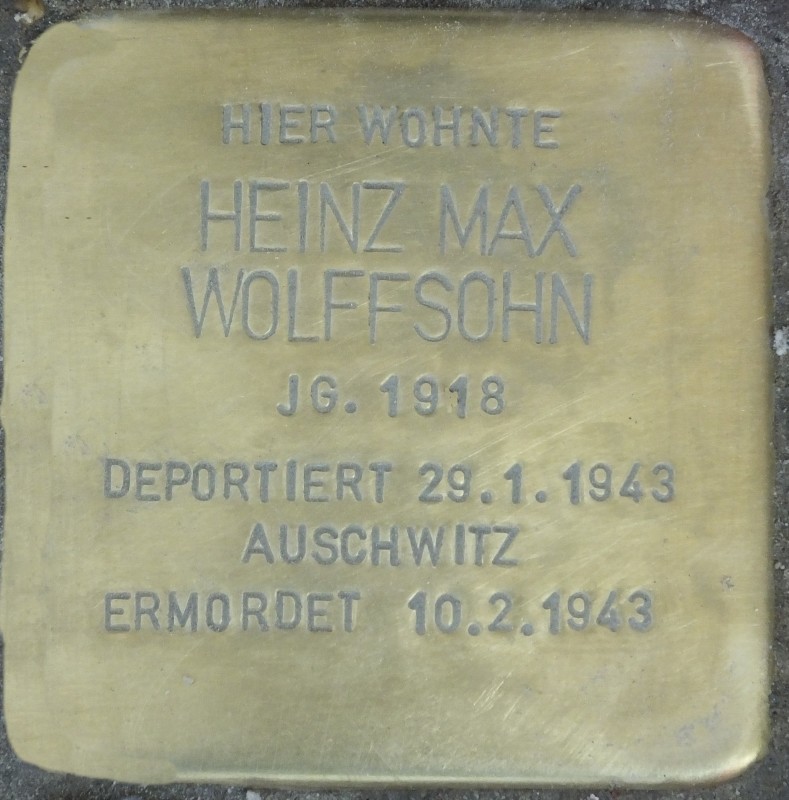 HIER WOHNTE
HEINZ MAX
WOLFFSOHN
JG. 1918
DEPORTIERT 29.1.1943
AUSCHWITZ
ERMORDET 10.2.1943